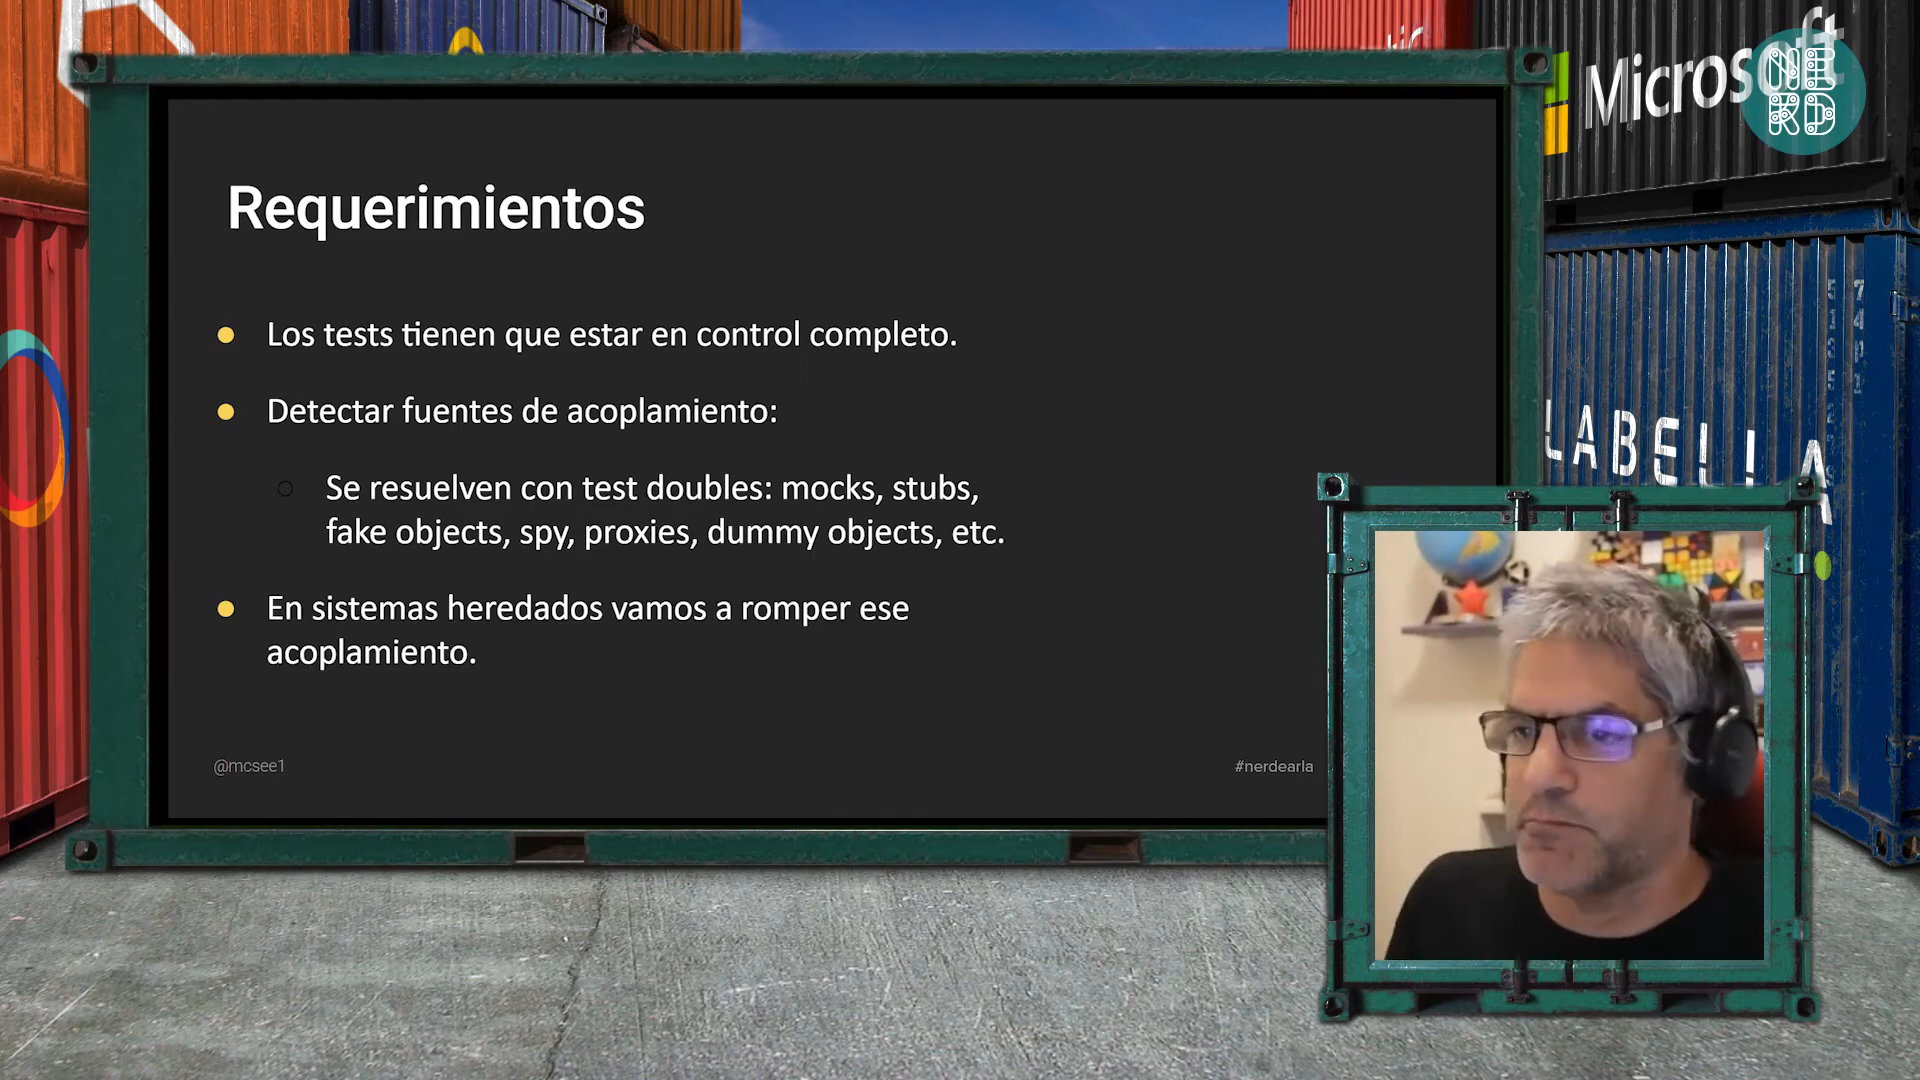 Microsoft
NE
RD
Requerimientos
Los tests tienen que estar en control completo.
Detectar fuentes de acoplamiento:
Se resuelven con test doubles: mocks, stubs,
fake objects, spy, proxies, dummy objects, etc.
En sistemas heredados vamos a romper ese
acoplamiento.
@mcsee1
#nerdearla
LABELLA